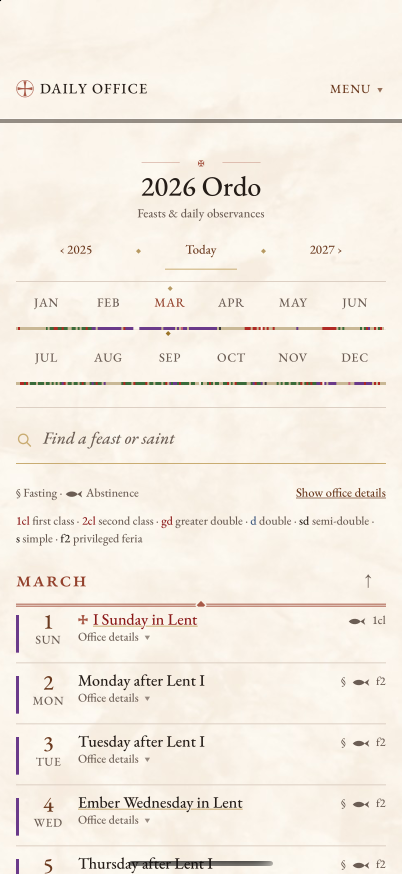 DAILY OFFICE MENU ▼
2026 Ordo
Feasts & daily observances
‹ 2025 Today 2027 ›
JAN FEB MAR APR MAY JUN
JUL AUG SEP OCT NOV DEC
Find a feast or saint
§ Fasting · Abstinence Show office details
1cl first class · 2cl second class · gd greater double · d double · sd semi-double ·
s simple · f2 privileged feria
MARCH ↑
1 ✠ I Sunday in Lent 1cl
SUN Office details ▼
2 Monday after Lent I § f2
MON Office details ▼
3 Tuesday after Lent I § f2
TUE Office details ▼
4 Ember Wednesday in Lent § f2
WED Office details ▼
5 Thursday after Lent I § f2